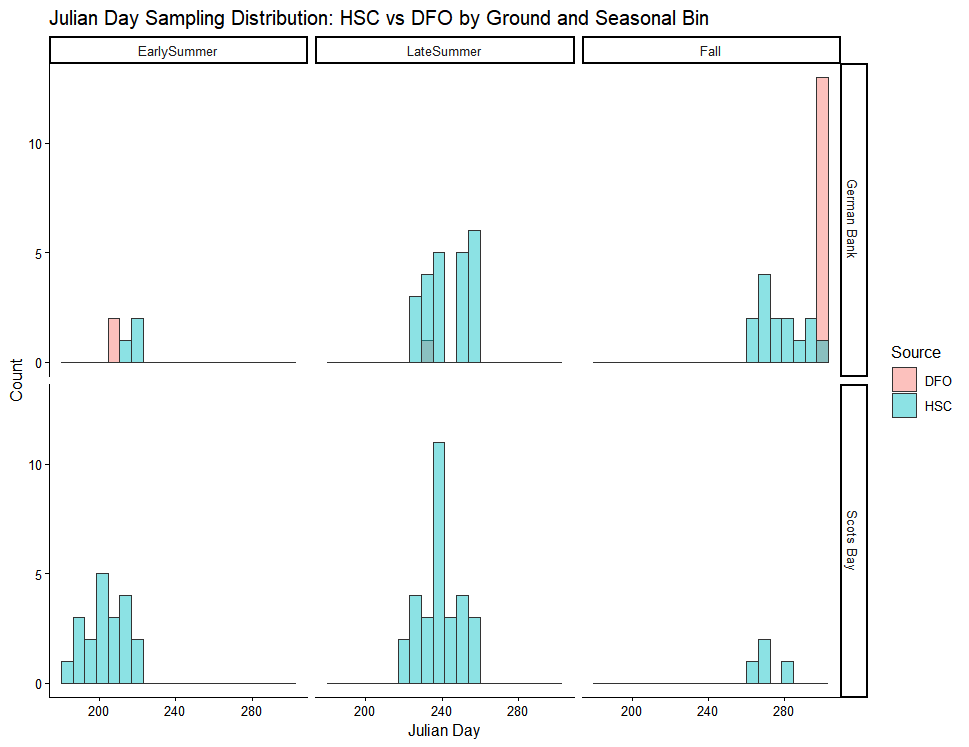 Julian Day Sampling Distribution: HSC vs DFO by Ground and Seasonal Bin
EarlySummer
LateSummer
Fall
10
5
0
German Bank
Count
10
5
0
Scots Bay
200
240
280
200
240
280
200
240
280
Julian Day
Source
DFO
HSC